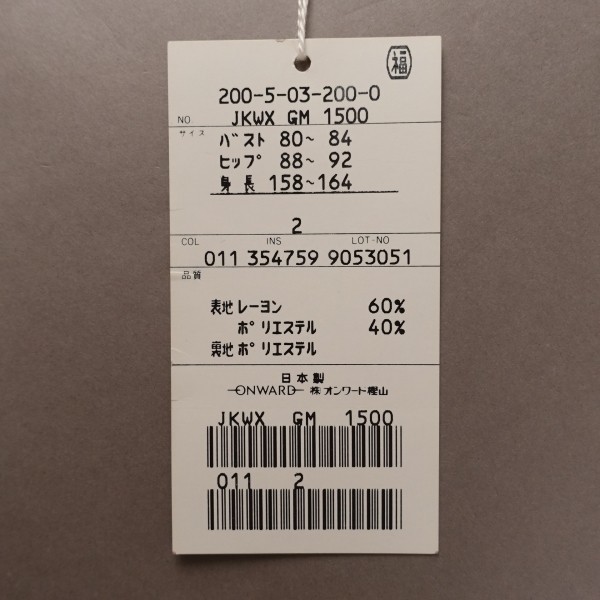 福
200-5-03-200-0
NO. JKWX GM 1500
サイズ バスト 80~ 84
ヒップ 88~ 92
身長 158~164
2
COL INS LOT-NO
011 354759 9053051
品質
表地 レーヨン 60%
ポリエステル 40%
裏地 ポリエステル
日本製
ONWARD 株 オンワード樫山
JKWX GM 1500
011 2